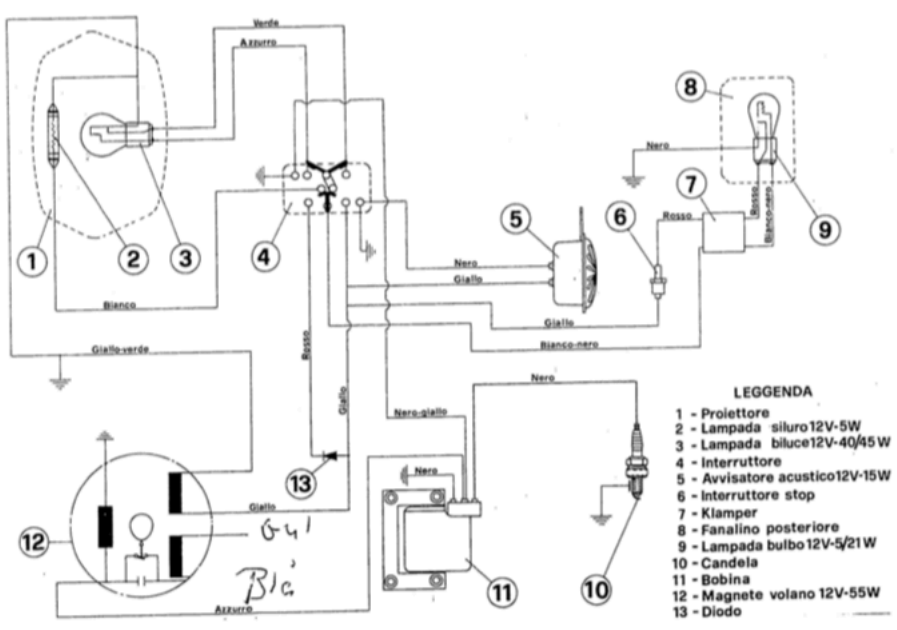 Verde
Azzurro
8
Nero
7
5
6
Rosso
Rosso
Bianco-nero
9
1
2
3
4
Nero
Giallo
Bianco
Giallo
Rosso
Bianco-nero
Giallo-verde
Giallo
Nero
Nero-giallo
13
Nero
Giallo
12
11
10
Azzurro
LEGGENDA
1 - Proiettore
2 - Lampada siluro 12V-5W
3 - Lampada biluce 12V-40/45W
4 - Interruttore
5 - Avvisatore acustico 12V-15W
6 - Interruttore stop
7 - Klamper
8 - Fanalino posteriore
9 - Lampada bulbo 12V-5/21W
10 - Candela
11 - Bobina
12 - Magnete volano 12V-55W
13 - Diodo